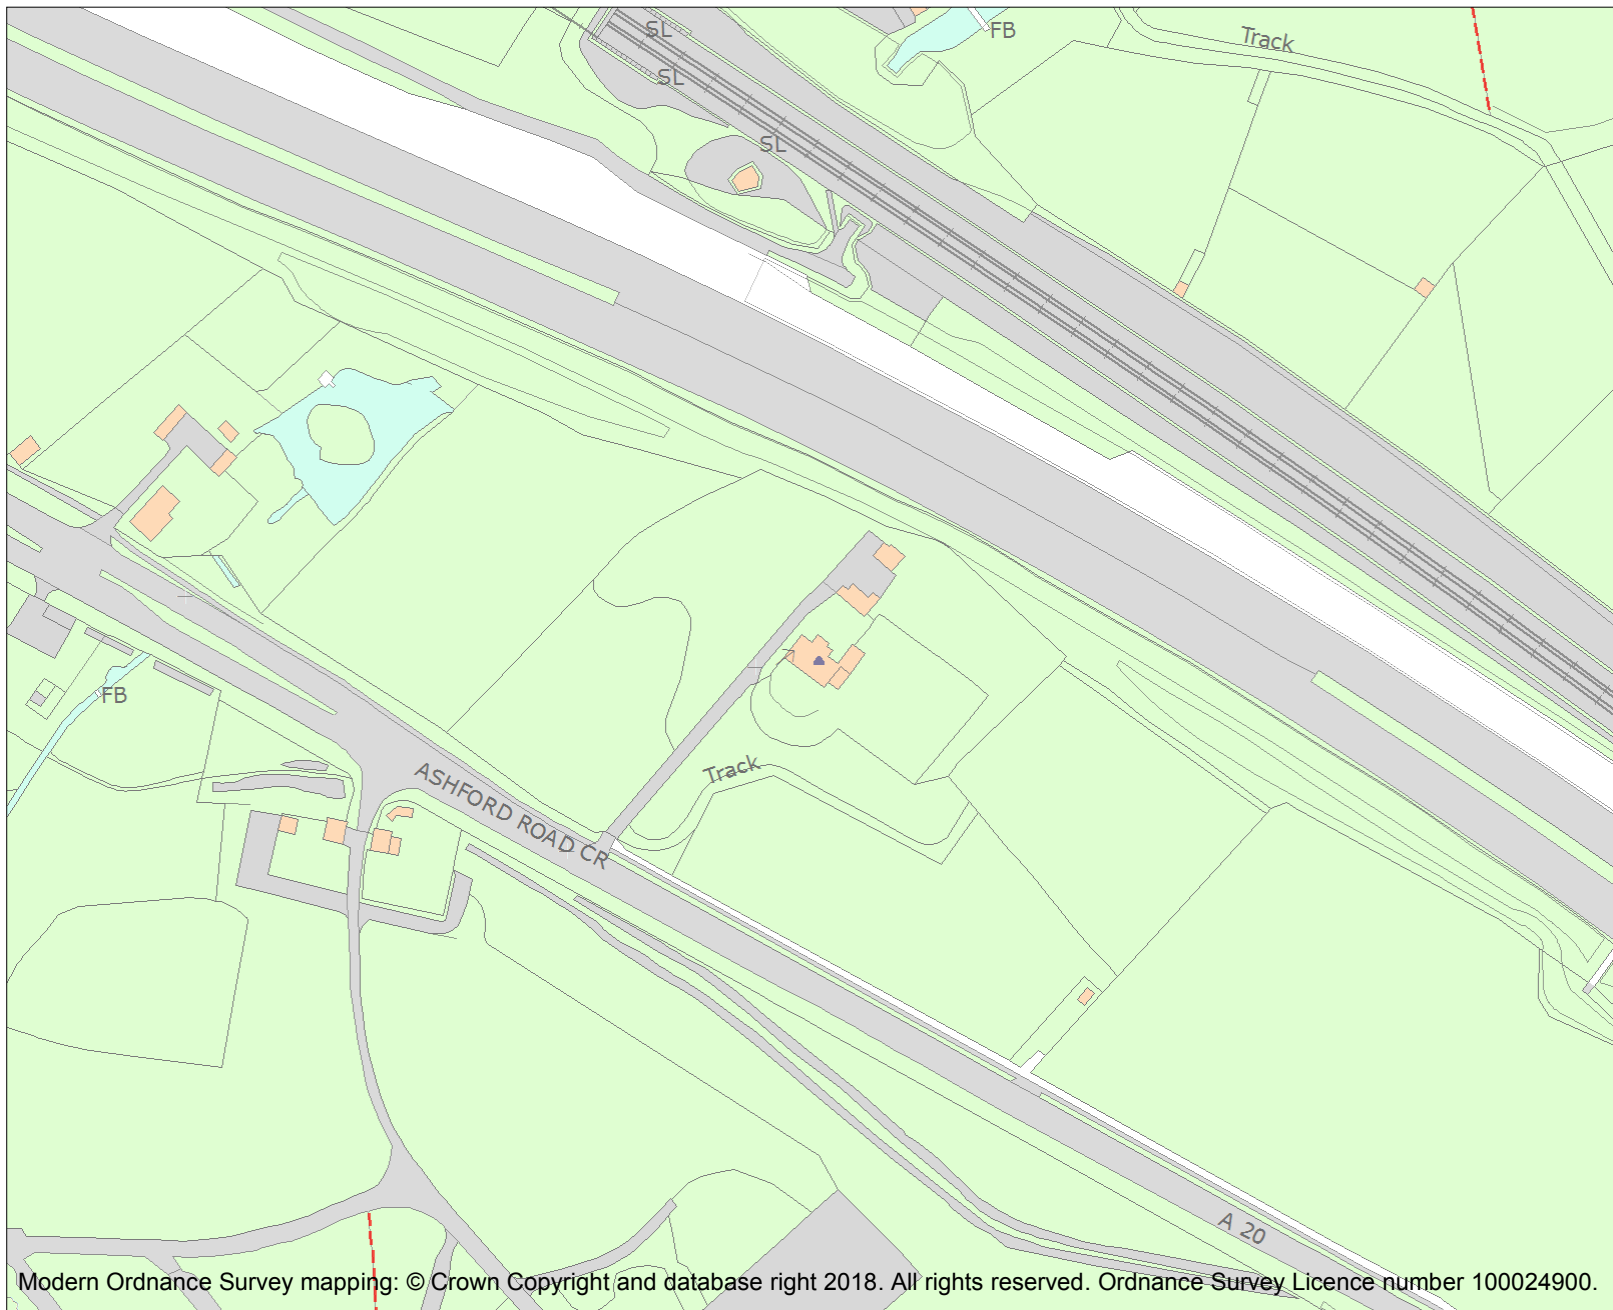 SL
FB
Track
SL
SL
FB
Track
ASHFORD ROAD CR
A 20
Modern Ordnance Survey mapping: © Crown Copyright and database right 2018. All rights reserved. Ordnance Survey Licence number 100024900.